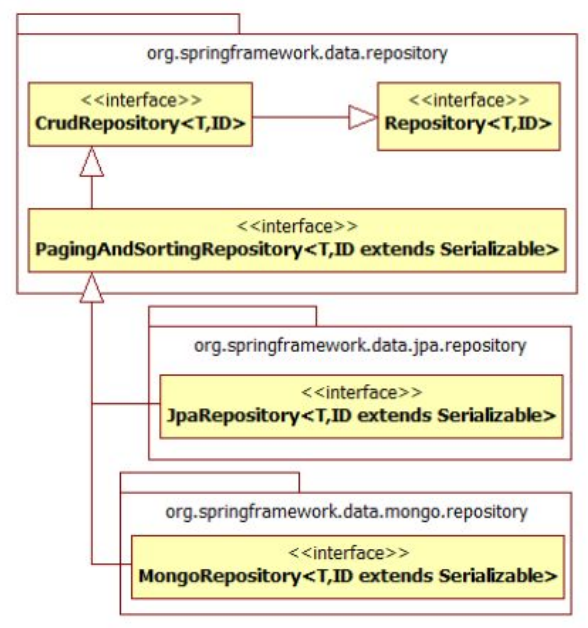 org.springframework.data.repository
<<interface>>
CrudRepository<T,ID>
<<interface>>
Repository<T,ID>
<<interface>>
PagingAndSortingRepository<T,ID extends Serializable>
org.springframework.data.jpa.repository
<<interface>>
JpaRepository<T,ID extends Serializable>
org.springframework.data.mongo.repository
<<interface>>
MongoRepository<T,ID extends Serializable>